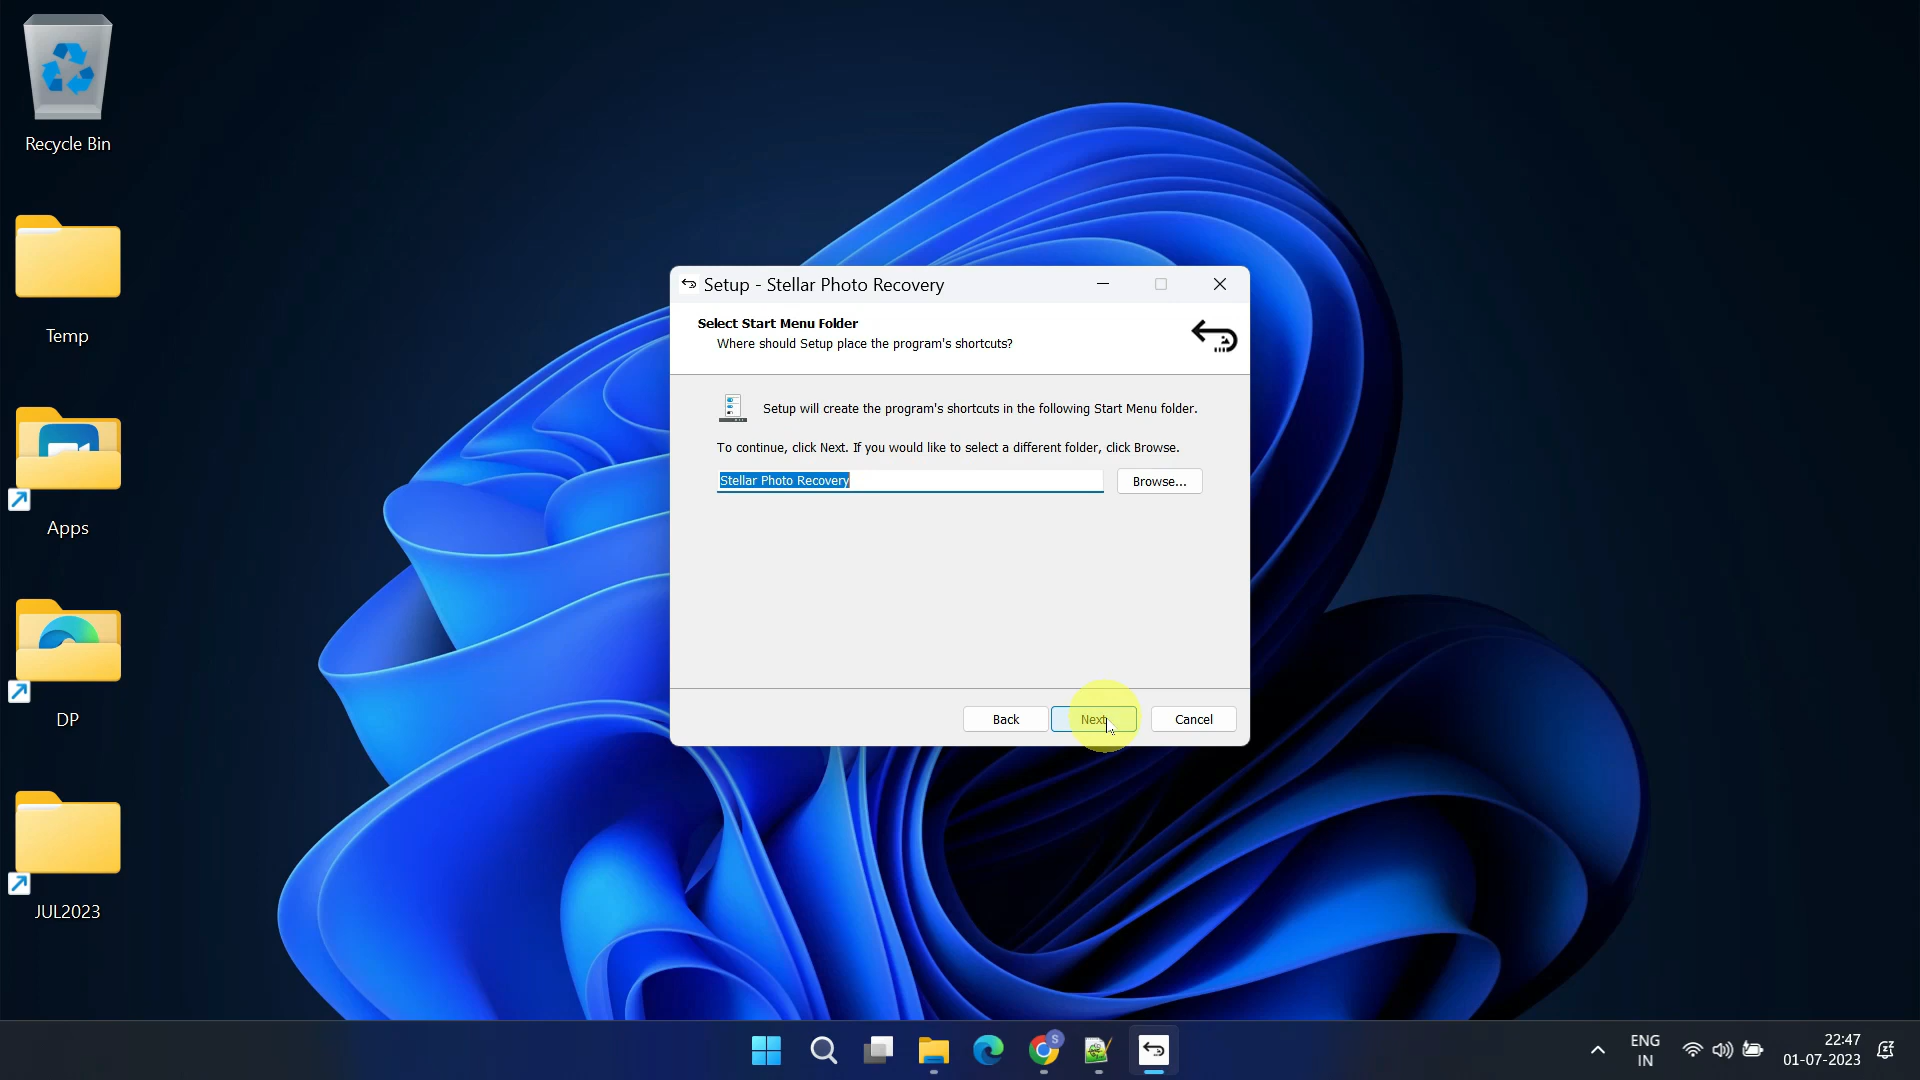 Recycle Bin
Temp
Apps
DP
JUL2023
Setup - Stellar Photo Recovery
Select Start Menu Folder
Where should Setup place the program's shortcuts?
Setup will create the program's shortcuts in the following Start Menu folder.
To continue, click Next. If you would like to select a different folder, click Browse.
Stellar Photo Recovery
Browse...
Back
Next
Cancel
S
ENG
IN
22:47
01-07-2023